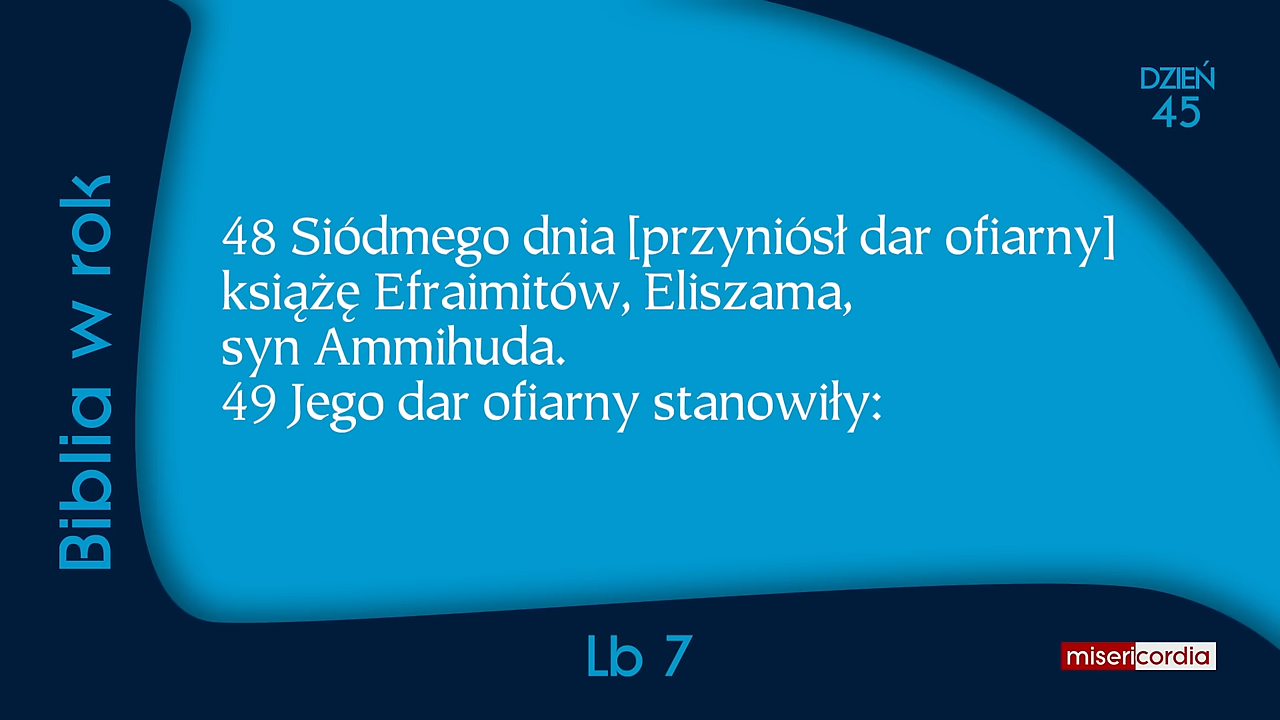 DZIEŃ
45
Biblia w rok
48 Siódmego dnia [przyniósł dar ofiarny]
książę Efraimitów, Eliszama,
syn Ammihuda.
49 Jego dar ofiarny stanowiły:
Lb 7
misericordia